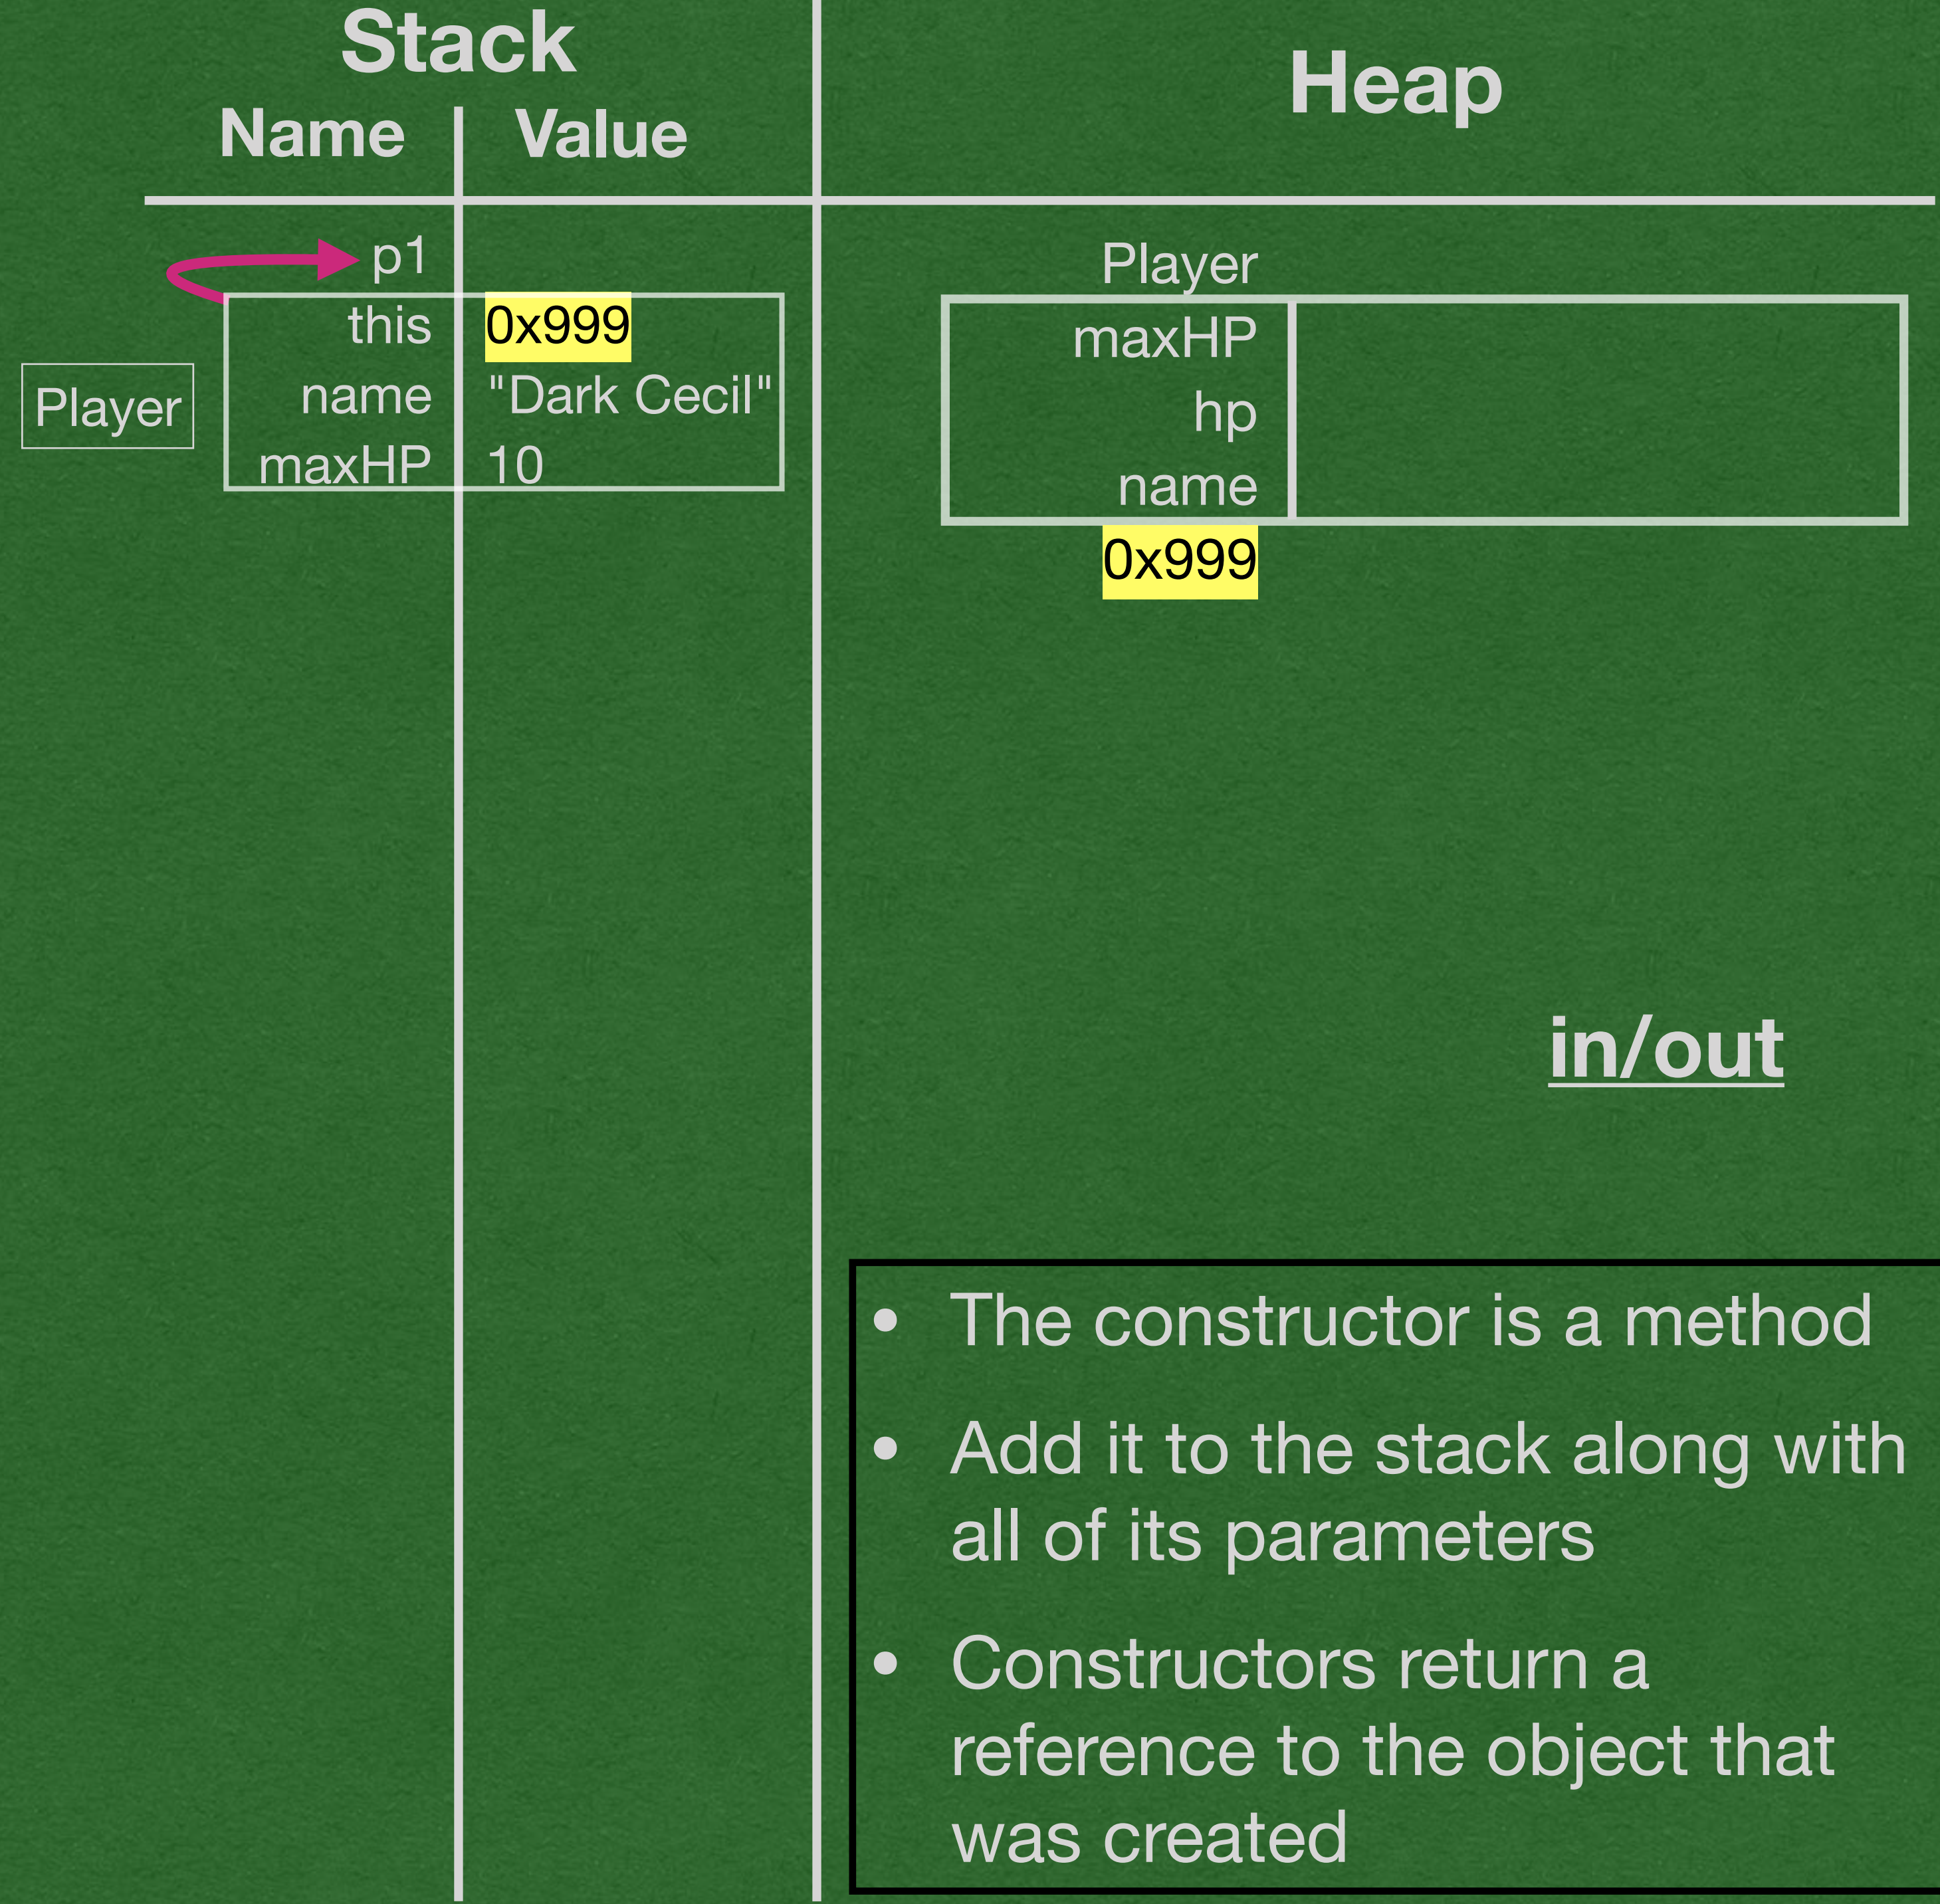 Stack
Heap
Name Value
p1
this 0x999
name "Dark Cecil"
maxHP 10
Player
Player
maxHP
hp
name
0x999
in/out
• The constructor is a method
• Add it to the stack along with
all of its parameters
• Constructors return a
reference to the object that
was created